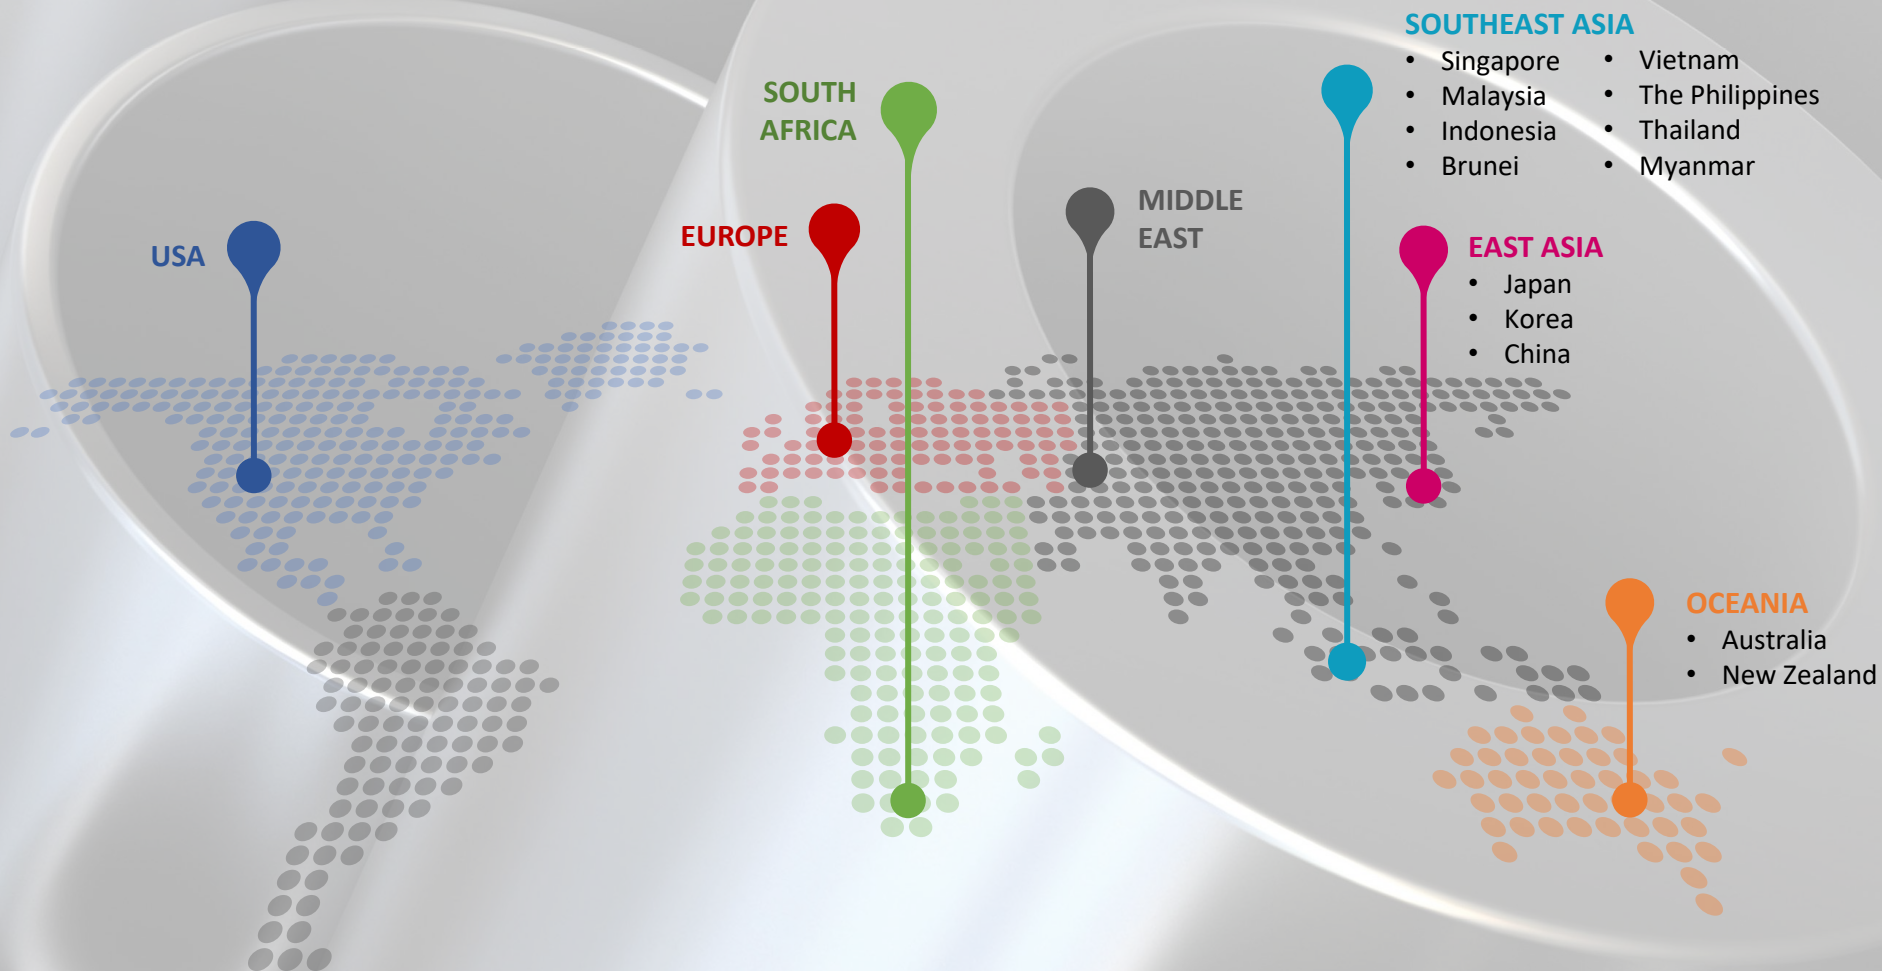 USA
SOUTH
AFRICA
EUROPE
MIDDLE
EAST
SOUTHEAST ASIA
• Singapore
• Malaysia
• Indonesia
• Brunei
• Vietnam
• The Philippines
• Thailand
• Myanmar
EAST ASIA
• Japan
• Korea
• China
OCEANIA
• Australia
• New Zealand